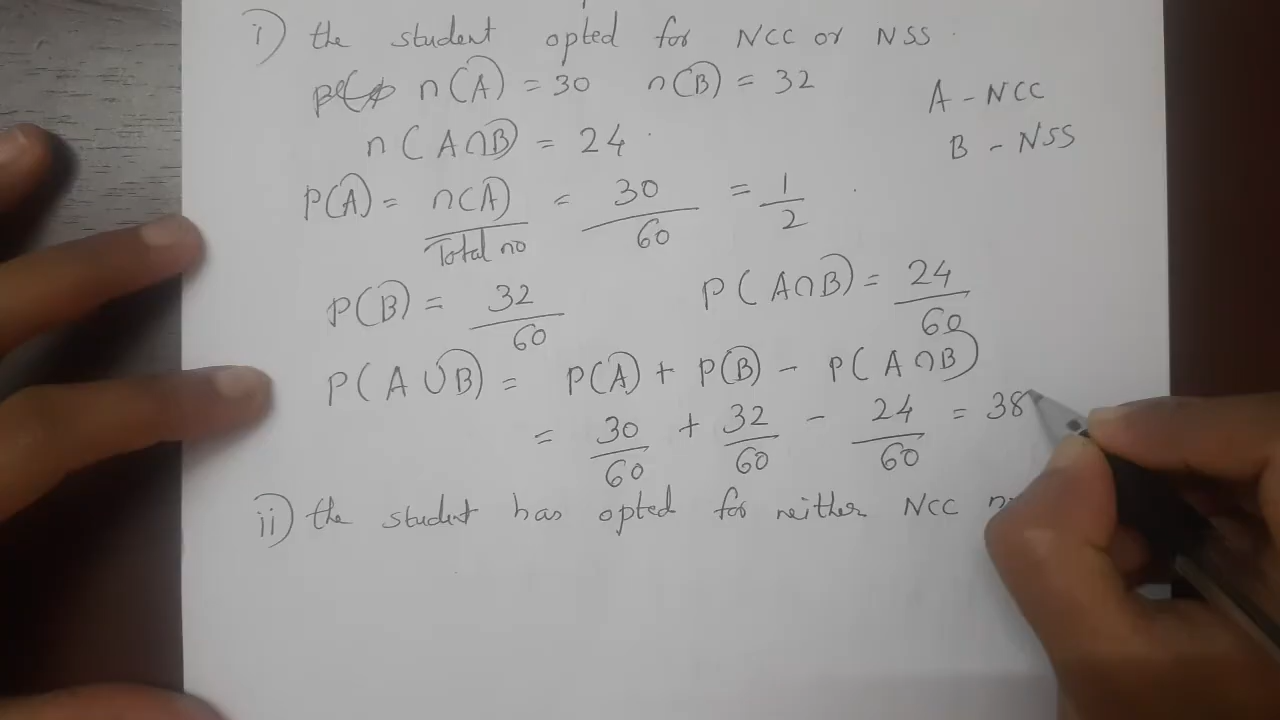 i) the student opted for NCC or NSS.
n(A) = 30 n(B) = 32
A - NCC
n(A∩B) = 24.
B - NSS
P(A) = n(A)/Total no = 30/60 = 1/2.
P(B) = 32/60 P(A∩B) = 24/60
P(A∪B) = P(A) + P(B) - P(A∩B)
= 30/60 + 32/60 - 24/60 = 38
ii) the student has opted for neither NCC